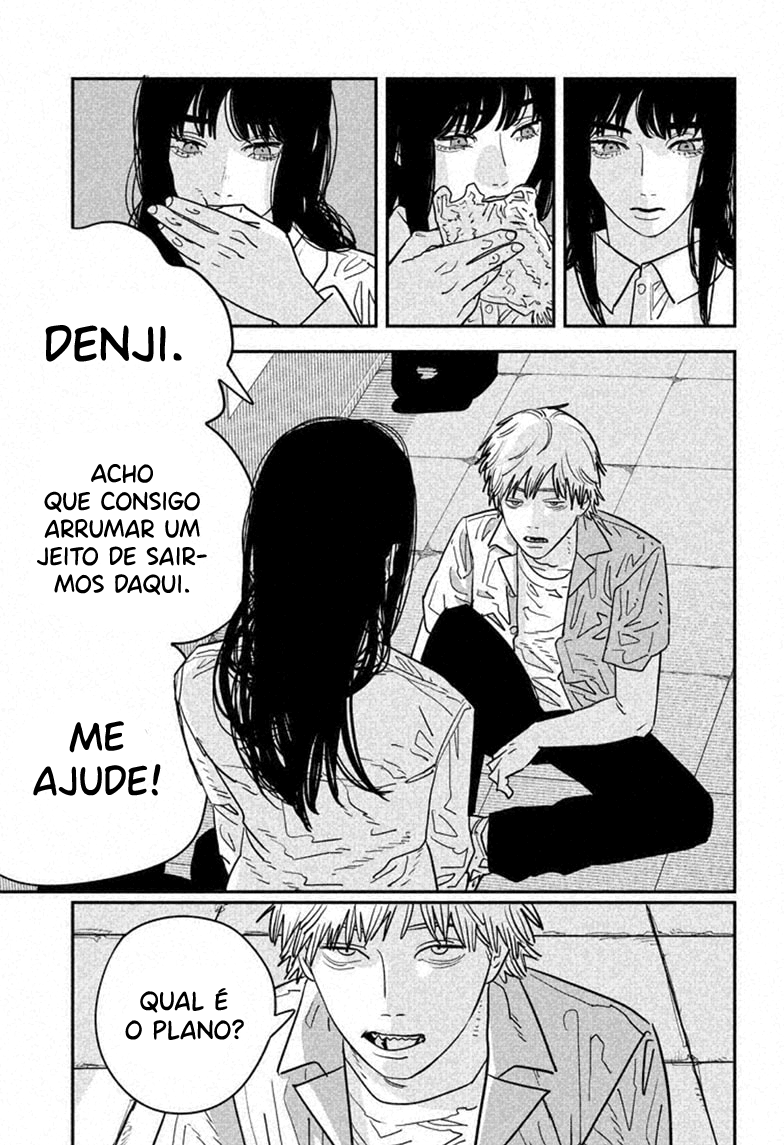 DENJI.
ACHO
QUE CONSIGO
ARRUMAR UM
JEITO DE SAIR-
MOS DAQUI.
ME
AJUDE!
QUAL É
O PLANO?